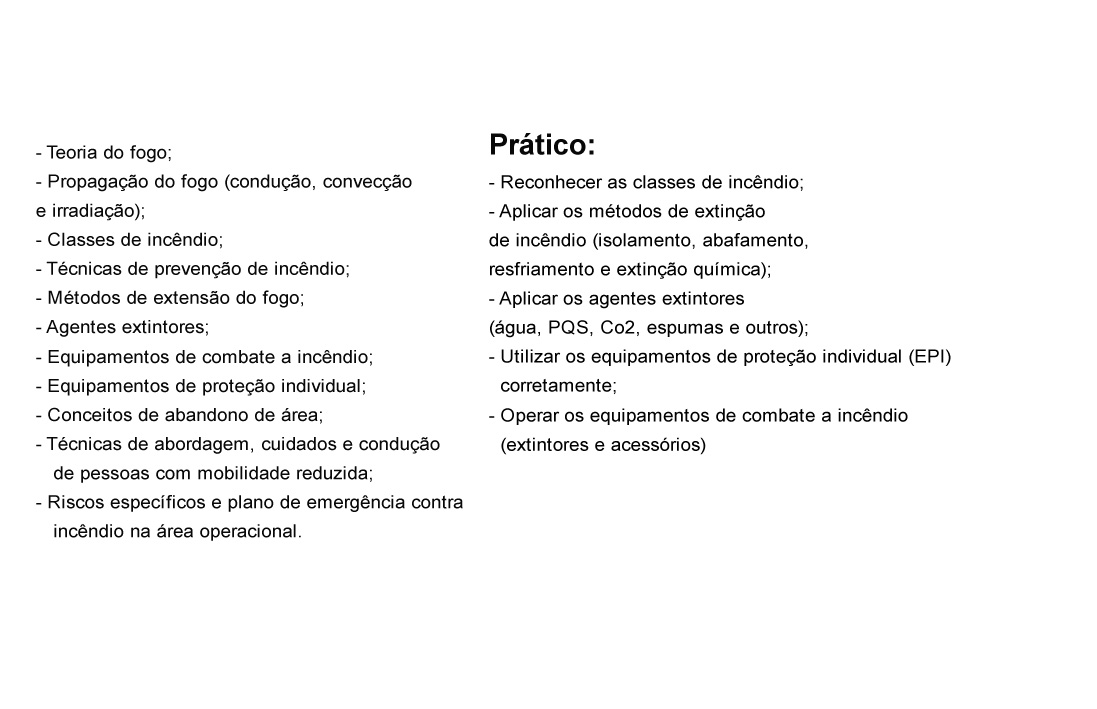 - Teoria do fogo;
- Propagação do fogo (condução, convecção
e irradiação);
- Classes de incêndio;
- Técnicas de prevenção de incêndio;
- Métodos de extensão do fogo;
- Agentes extintores;
- Equipamentos de combate a incêndio;
- Equipamentos de proteção individual;
- Conceitos de abandono de área;
- Técnicas de abordagem, cuidados e condução
de pessoas com mobilidade reduzida;
- Riscos específicos e plano de emergência contra
incêndio na área operacional.
Prático:
- Reconhecer as classes de incêndio;
- Aplicar os métodos de extinção
de incêndio (isolamento, abafamento,
resfriamento e extinção química);
- Aplicar os agentes extintores
(água, PQS, Co2, espumas e outros);
- Utilizar os equipamentos de proteção individual (EPI)
corretamente;
- Operar os equipamentos de combate a incêndio
(extintores e acessórios)